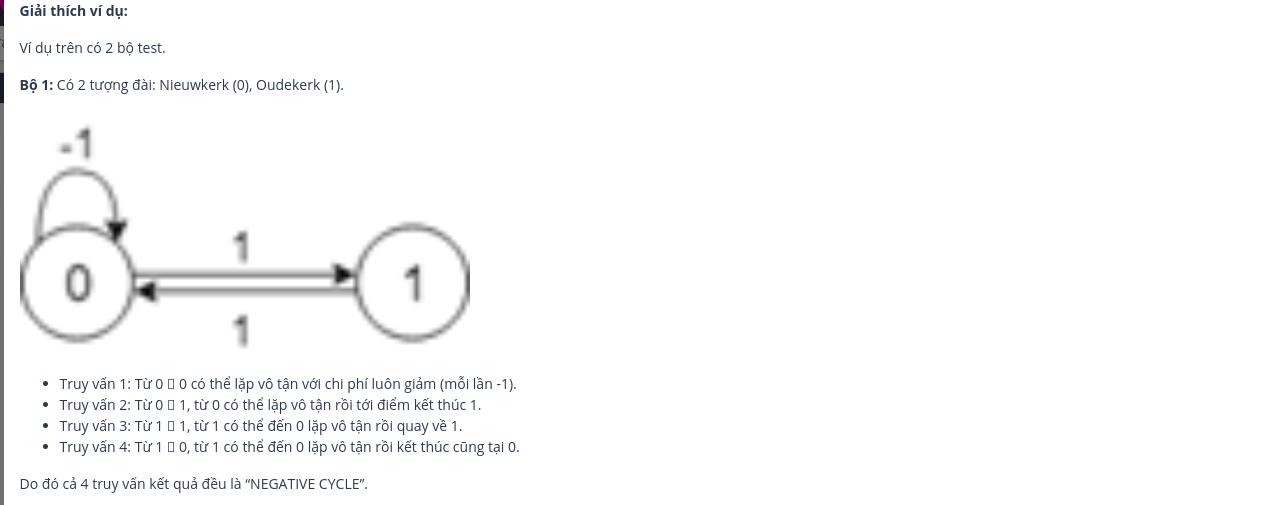 Giải thích ví dụ:
Ví dụ trên có 2 bộ test.
Bộ 1: Có 2 tượng đài: Nieuwkerk (0), Oudekerk (1).
-1
1
0
1
1
Truy vấn 1: Từ 0 ▯ 0 có thể lặp vô tận với chi phí luôn giảm (mỗi lần -1).
Truy vấn 2: Từ 0 ▯ 1, từ 0 có thể lặp vô tận rồi tới điểm kết thúc 1.
Truy vấn 3: Từ 1 ▯ 1, từ 1 có thể đến 0 lặp vô tận rồi quay về 1.
Truy vấn 4: Từ 1 ▯ 0, từ 1 có thể đến 0 lặp vô tận rồi kết thúc cũng tại 0.
Do đó cả 4 truy vấn kết quả đều là “NEGATIVE CYCLE”.